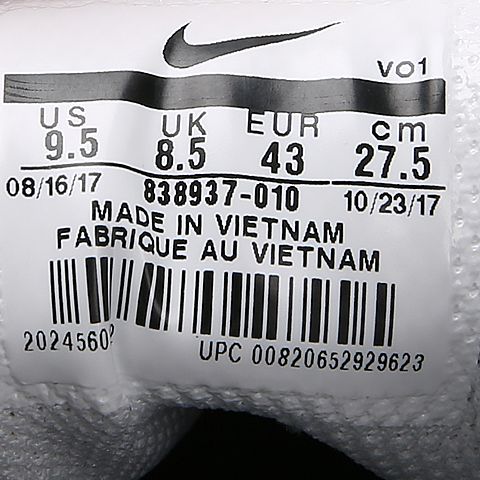 VO1
US UK EUR cm
9.5 8.5 43 27.5
08/16/17 838937-010 10/23/17
MADE IN VIETNAM
FABRIQUE AU VIETNAM
UPC 00820652929623